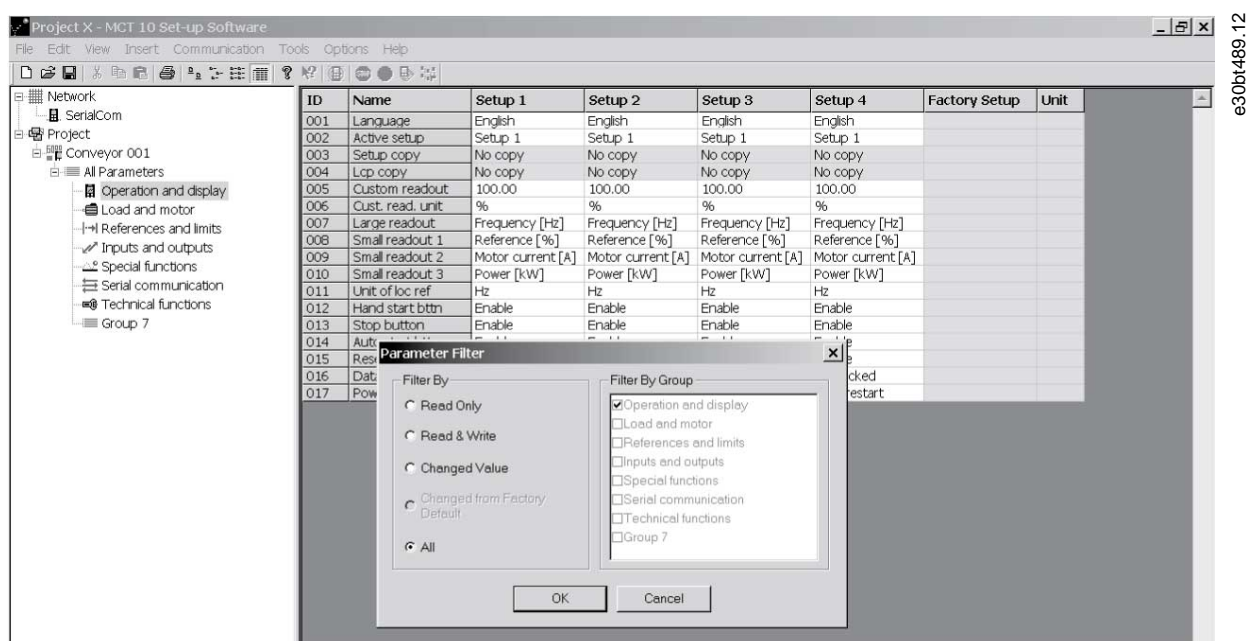 Project X - MCT 10 Set-up Software
File Edit View Insert Communication Tools Options Help
Network
SerialCom
Project
Conveyor 001
All Parameters
Operation and display
Load and motor
References and limits
Inputs and outputs
Special functions
Serial communication
Technical functions
Group 7
ID Name Setup 1 Setup 2 Setup 3 Setup 4 Factory Setup Unit
001 Language English English English English
002 Active setup Setup 1 Setup 1 Setup 1 Setup 1
003 Setup copy No copy No copy No copy No copy
004 Lcp copy No copy No copy No copy No copy
005 Custom readout 100.00 100.00 100.00 100.00
006 Cust. read. unit % % % %
007 Large readout Frequency [Hz] Frequency [Hz] Frequency [Hz] Frequency [Hz]
008 Small readout 1 Reference [%] Reference [%] Reference [%] Reference [%]
009 Small readout 2 Motor current [A] Motor current [A] Motor current [A] Motor current [A]
010 Small readout 3 Power [kW] Power [kW] Power [kW] Power [kW]
011 Unit of loc ref Hz Hz Hz Hz
012 Hand start bttn Enable Enable Enable Enable
013 Stop button Enable Enable Enable Enable
014
015
016 cked
017 Pow restart
Parameter Filter
Filter By
Read Only
Read & Write
Changed Value
Changed from Factory
Default
All
Filter By Group
Operation and display
Load and motor
References and limits
Inputs and outputs
Special functions
Serial communication
Technical functions
Group 7
OK Cancel
e30bt489.12